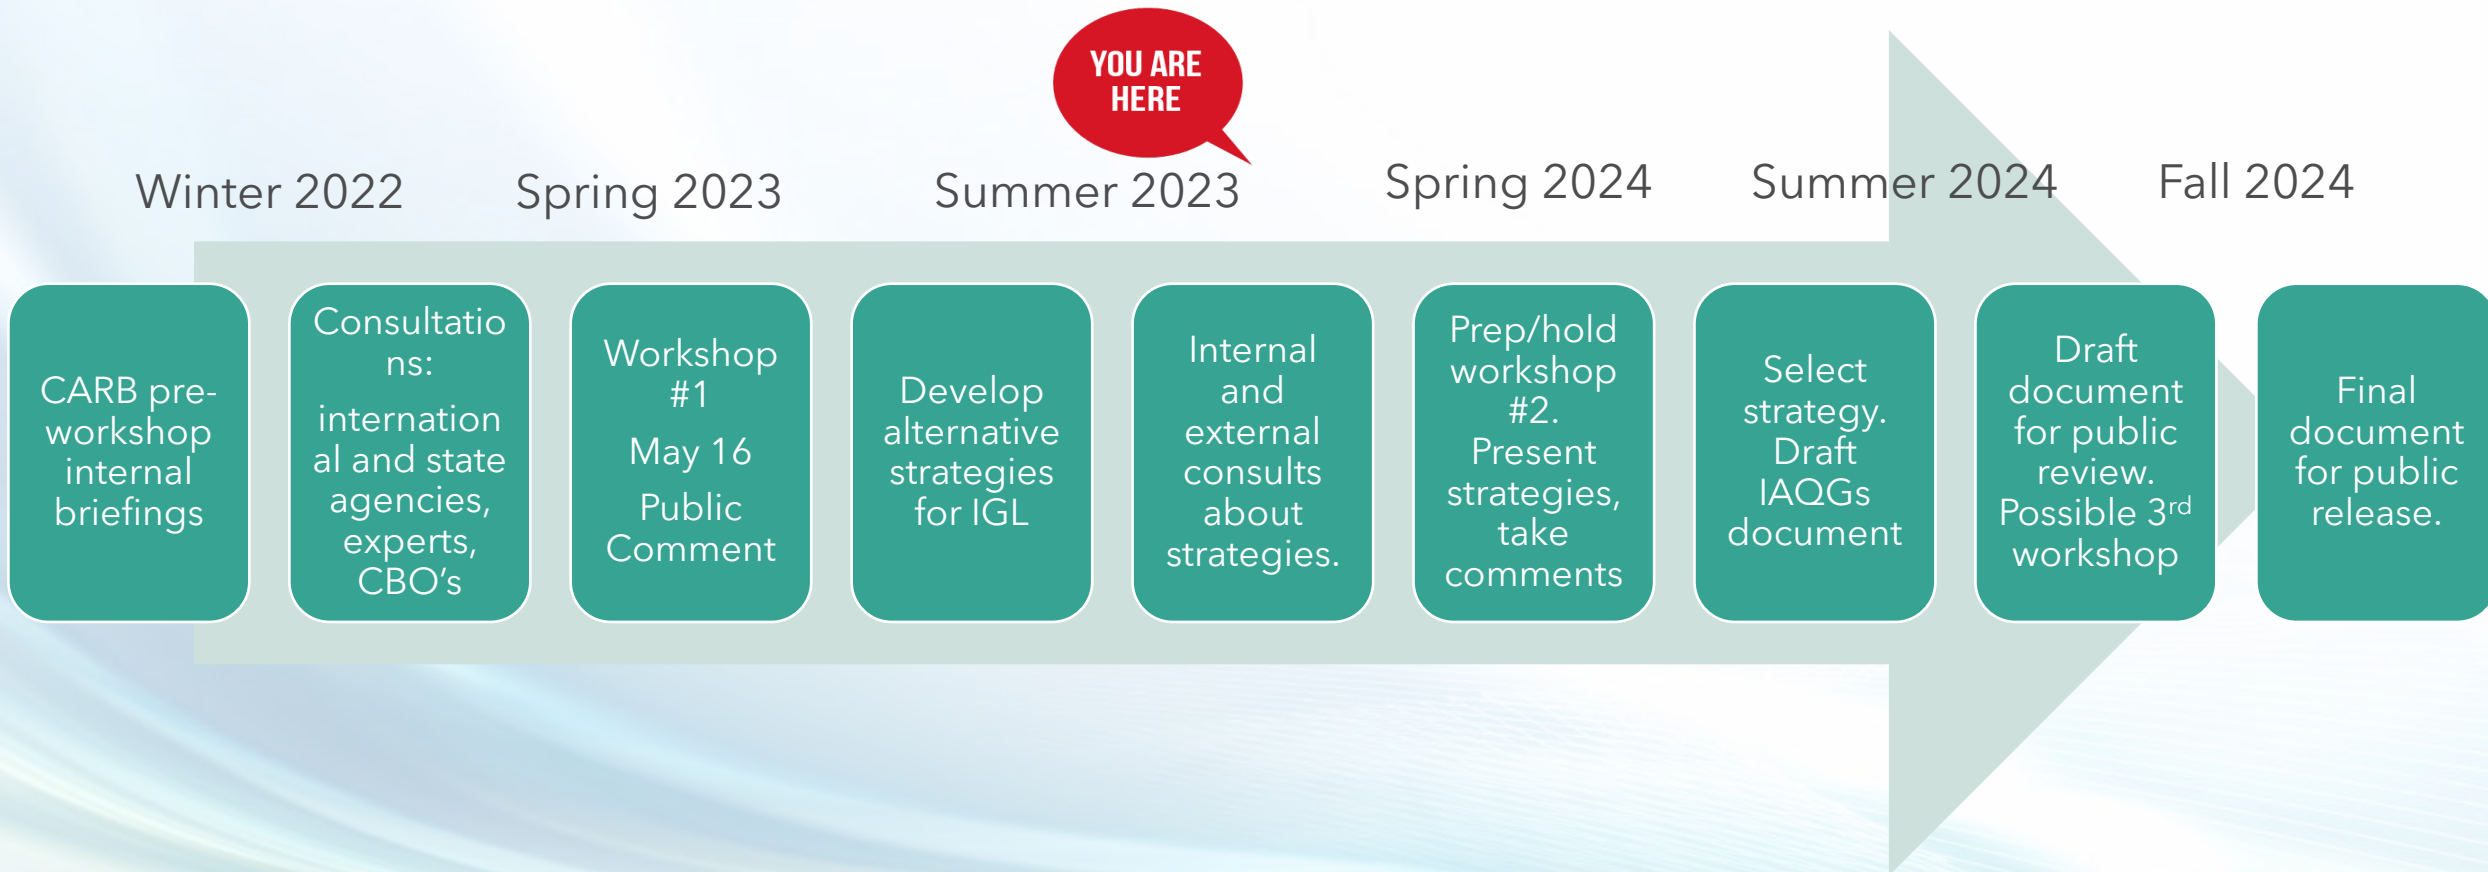 YOU ARE
HERE
Winter 2022
Spring 2023
Summer 2023
Spring 2024
Summer 2024
Fall 2024
CARB pre-
workshop
internal
briefings
Consultatio
ns:
internation
al and state
agencies,
experts,
CBO’s
Workshop
#1
May 16
Public
Comment
Develop
alternative
strategies
for IGL
Internal
and
external
consults
about
strategies.
Prep/hold
workshop
#2.
Present
strategies,
take
comments
Select
strategy.
Draft
IAQGs
document
Draft
document
for public
review.
Possible 3rd
workshop
Final
document
for public
release.